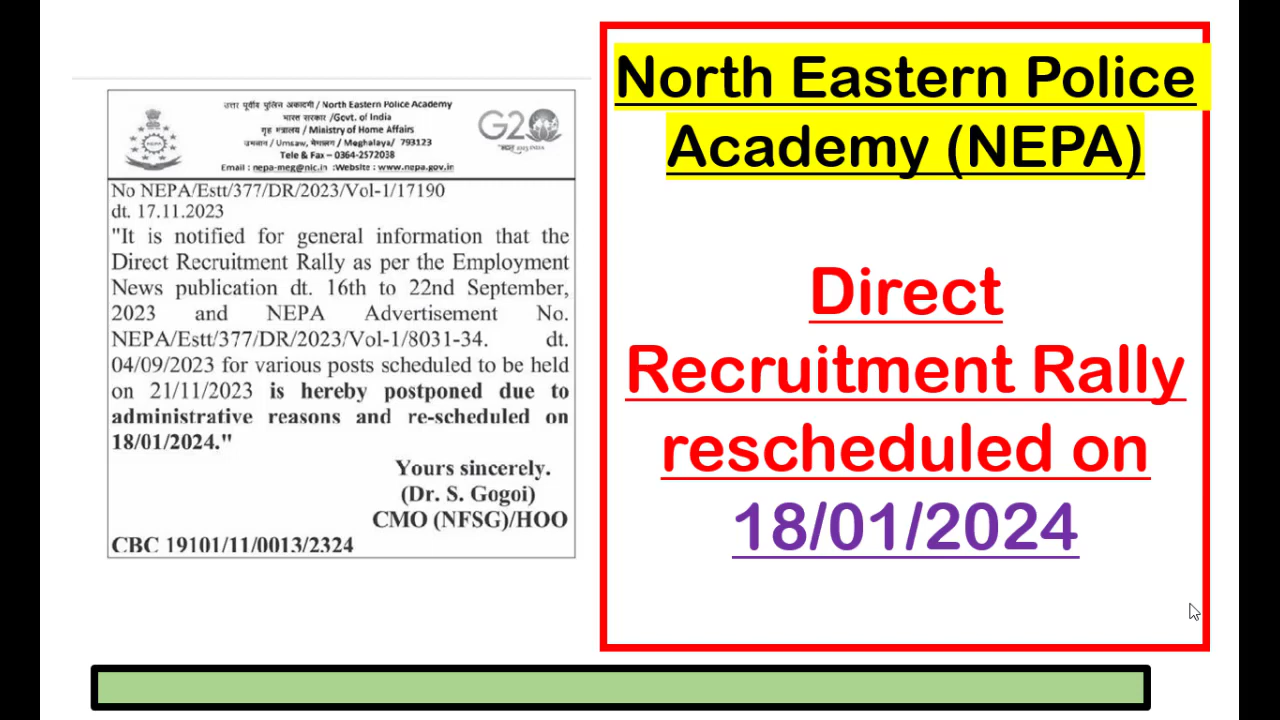 उत्तर पूर्वीय पुलिस अकादमी / North Eastern Police Academy
भारत सरकार /Govt. of India
गृह मंत्रालय / Ministry of Home Affairs
उमसाव / Umsaw, मेघालय / Meghalaya/ 793123
Tele & Fax – 0364-2572038
Email : nepa-meg@nic.in :Website : www.nepa.gov.in
NEPA
G20
No NEPA/Estt/377/DR/2023/Vol-1/17190
dt. 17.11.2023
"It is notified for general information that the
Direct Recruitment Rally as per the Employment
News publication dt. 16th to 22nd September,
2023 and NEPA Advertisement No.
NEPA/Estt/377/DR/2023/Vol-1/8031-34. dt.
04/09/2023 for various posts scheduled to be held
on 21/11/2023 is hereby postponed due to
administrative reasons and re-scheduled on
18/01/2024."
Yours sincerely.
(Dr. S. Gogoi)
CMO (NFSG)/HOO
CBC 19101/11/0013/2324
North Eastern Police
Academy (NEPA)
Direct
Recruitment Rally
rescheduled on
18/01/2024